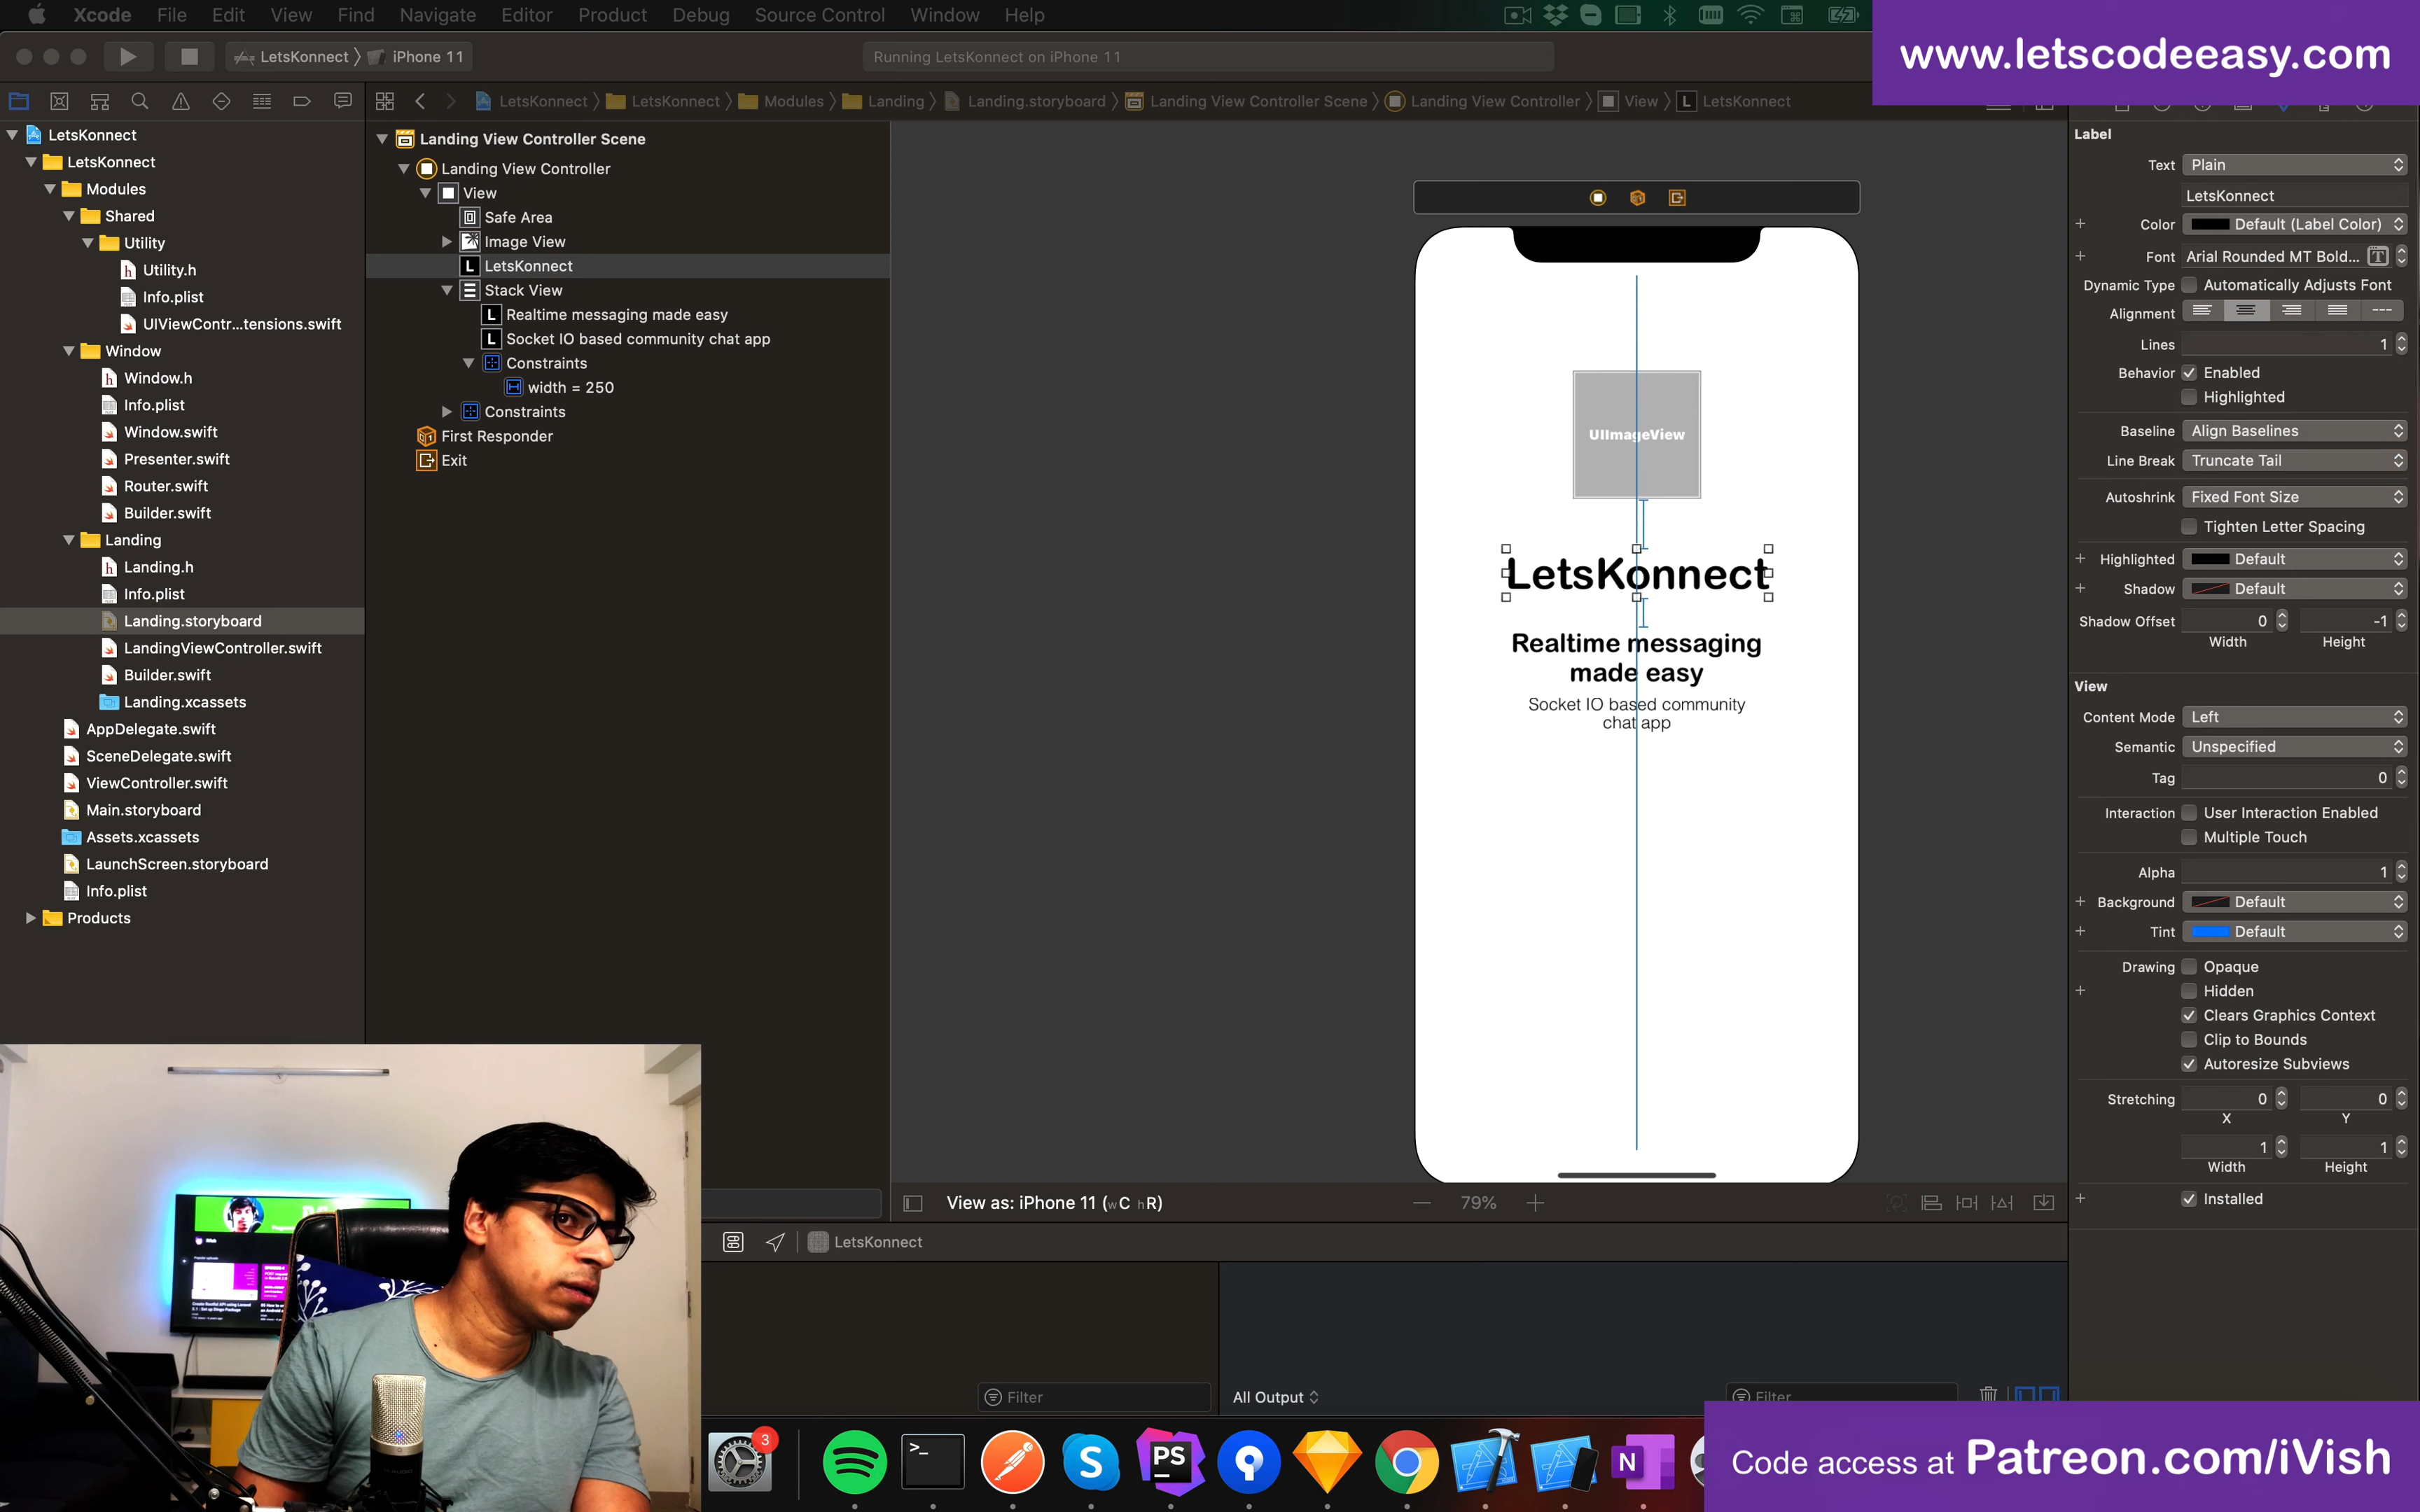 Xcode File Edit View Find Navigate Editor Product Debug Source Control Window Help
www.letscodeeasy.com
LetsKonnect iPhone 11
Running LetsKonnect on iPhone 11
LetsKonnect LetsKonnect Modules Landing Landing.storyboard Landing View Controller Scene Landing View Controller View L LetsKonnect
LetsKonnect
LetsKonnect
Modules
Shared
Utility
Utility.h
Info.plist
UIViewContr...tensions.swift
Window
Window.h
Info.plist
Window.swift
Presenter.swift
Router.swift
Builder.swift
Landing
Landing.h
Info.plist
Landing.storyboard
LandingViewController.swift
Builder.swift
Landing.xcassets
AppDelegate.swift
SceneDelegate.swift
ViewController.swift
Main.storyboard
Assets.xcassets
LaunchScreen.storyboard
Info.plist
Products
Landing View Controller Scene
Landing View Controller
View
Safe Area
Image View
L LetsKonnect
Stack View
L Realtime messaging made easy
L Socket IO based community chat app
Constraints
width = 250
Constraints
First Responder
Exit
UIImageView
LetsKonnect
Realtime messaging
made easy
Socket IO based community
chat app
View as: iPhone 11 (wC hR)
79%
LetsKonnect
Filter
All Output
Filter
Label
Text Plain
LetsKonnect
Color Default (Label Color)
Font Arial Rounded MT Bold...
Dynamic Type Automatically Adjusts Font
Alignment
Lines 1
Behavior Enabled
Highlighted
Baseline Align Baselines
Line Break Truncate Tail
Autoshrink Fixed Font Size
Tighten Letter Spacing
Highlighted Default
Shadow Default
Shadow Offset 0 -1
Width Height
View
Content Mode Left
Semantic Unspecified
Tag 0
Interaction User Interaction Enabled
Multiple Touch
Alpha 1
Background Default
Tint Default
Drawing Opaque
Hidden
Clears Graphics Context
Clip to Bounds
Autoresize Subviews
Stretching 0 0
X Y
1 1
Width Height
Installed
3
>_
S
PS
N
Code access at Patreon.com/iVish